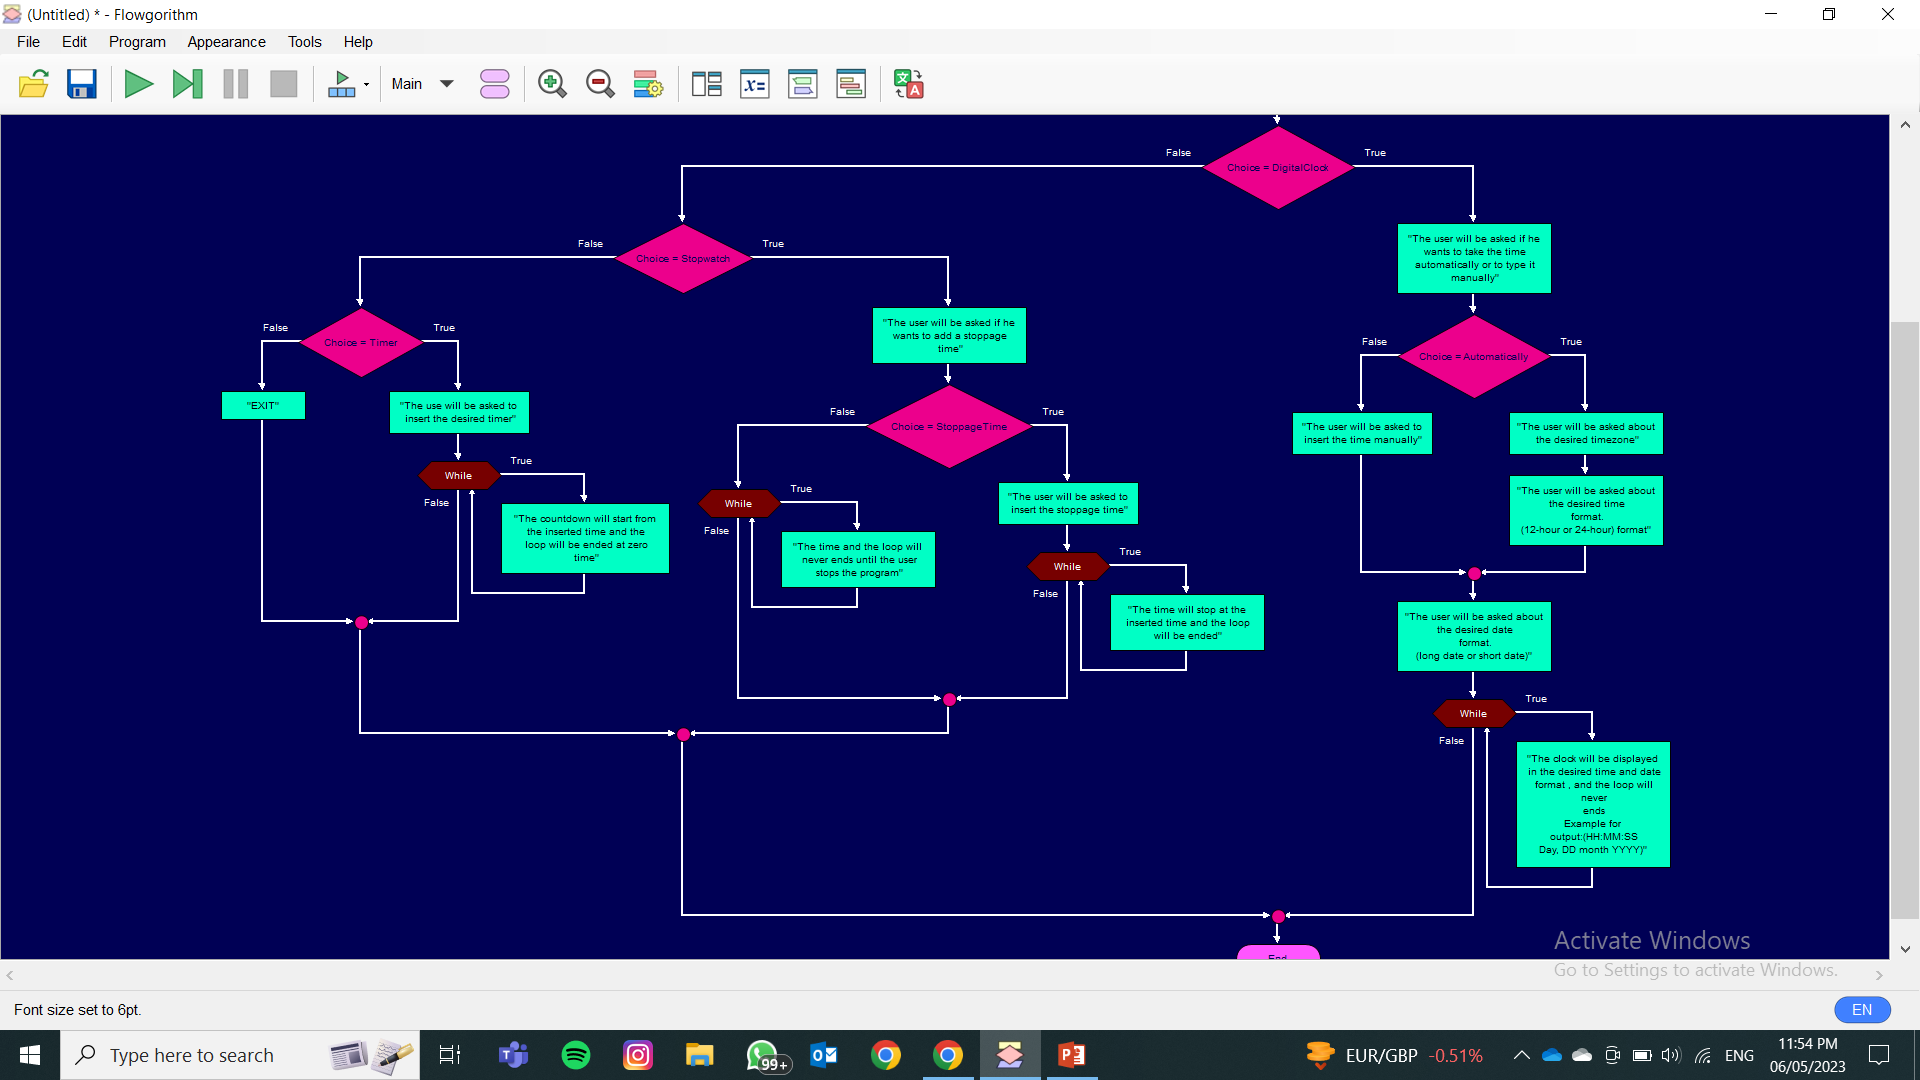 (Untitled) * - Flowgorithm
File Edit Program Appearance Tools Help
Main
x=
False
True
Choice = DigitalClock
False
True
Choice = Stopwatch
"The user will be asked if he
wants to take the time
automatically or to type it
manually"
False
True
Choice = Timer
"The user will be asked if he
wants to add a stoppage
time"
False
True
Choice = Automatically
"EXIT"
"The use will be asked to
insert the desired timer"
False
True
Choice = StoppageTime
"The user will be asked to
insert the time manually"
"The user will be asked about
the desired timezone"
While
True
False
"The countdown will start from
the inserted time and the
loop will be ended at zero
time"
While
True
False
"The time and the loop will
never ends until the user
stops the program"
"The user will be asked to
insert the stoppage time"
"The user will be asked about
the desired time
format.
(12-hour or 24-hour) format"
While
True
False
"The time will stop at the
inserted time and the loop
will be ended"
"The user will be asked about
the desired date
format.
(long date or short date)"
While
True
False
"The clock will be displayed
in the desired time and date
format , and the loop will
never
ends
Example for
output:(HH:MM:SS
Day, DD month YYYY)"
End
Activate Windows
Go to Settings to activate Windows.
Font size set to 6pt.
EN
Type here to search
99+
EUR/GBP -0.51%
ENG
11:54 PM
06/05/2023